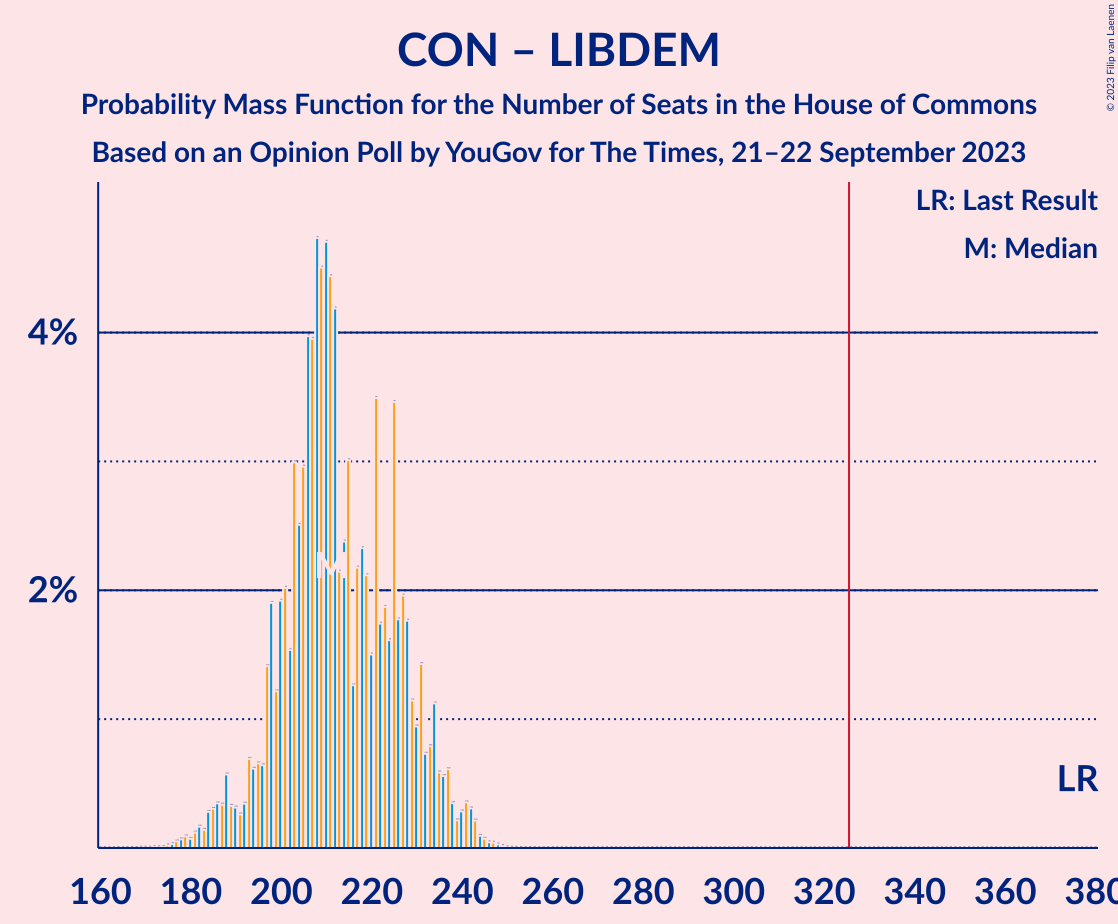 CON – LIBDEM
Probability Mass Function for the Number of Seats in the House of Commons
Based on an Opinion Poll by YouGov for The Times, 21–22 September 2023
© 2023 Filip van Laenen
LR: Last Result
M: Median
4%
2%
M
LR
160 180 200 220 240 260 280 300 320 340 360 380